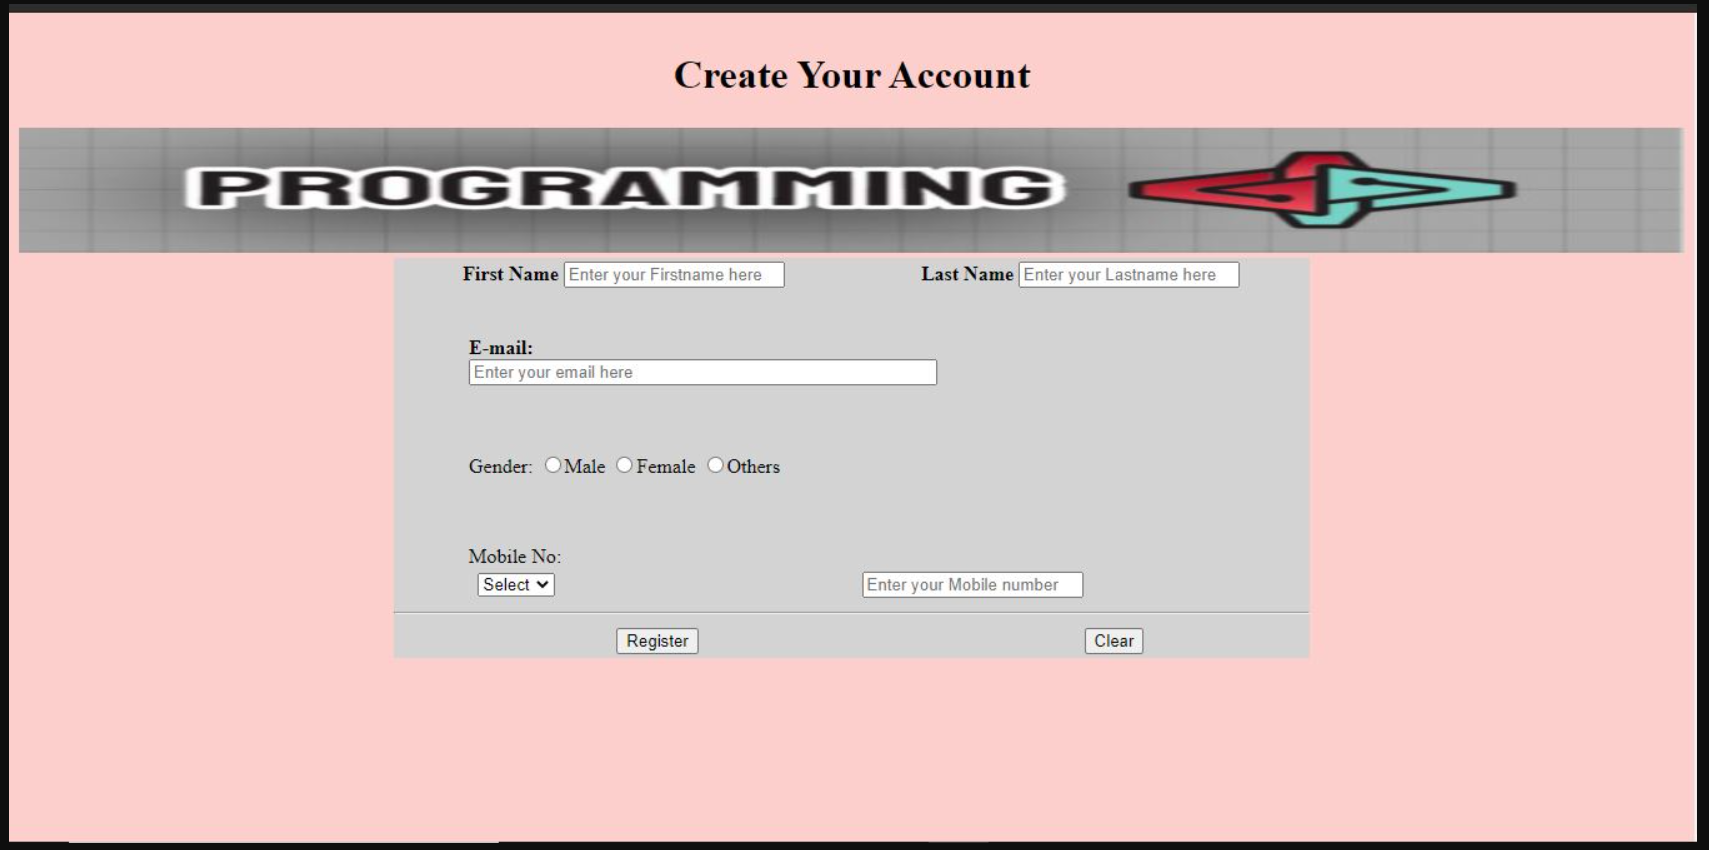 Create Your Account
PROGRAMMING
First Name Enter your Firstname here Last Name Enter your Lastname here
E-mail:
Enter your email here
Gender: Male Female Others
Mobile No:
Select Enter your Mobile number
Register Clear